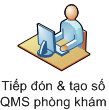 Tiếp đón & tạo số
QMS phòng khám